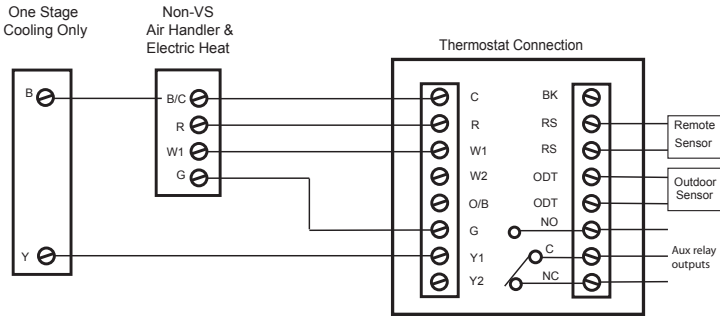 One Stage
Cooling Only
Non-VS
Air Handler &
Electric Heat
Thermostat Connection
B
B/C
R
W1
G
Y
C
R
W1
W2
O/B
G
Y1
Y2
BK
RS
RS
ODT
ODT
NO
C
NC
Remote
Sensor
Outdoor
Sensor
Aux relay
outputs